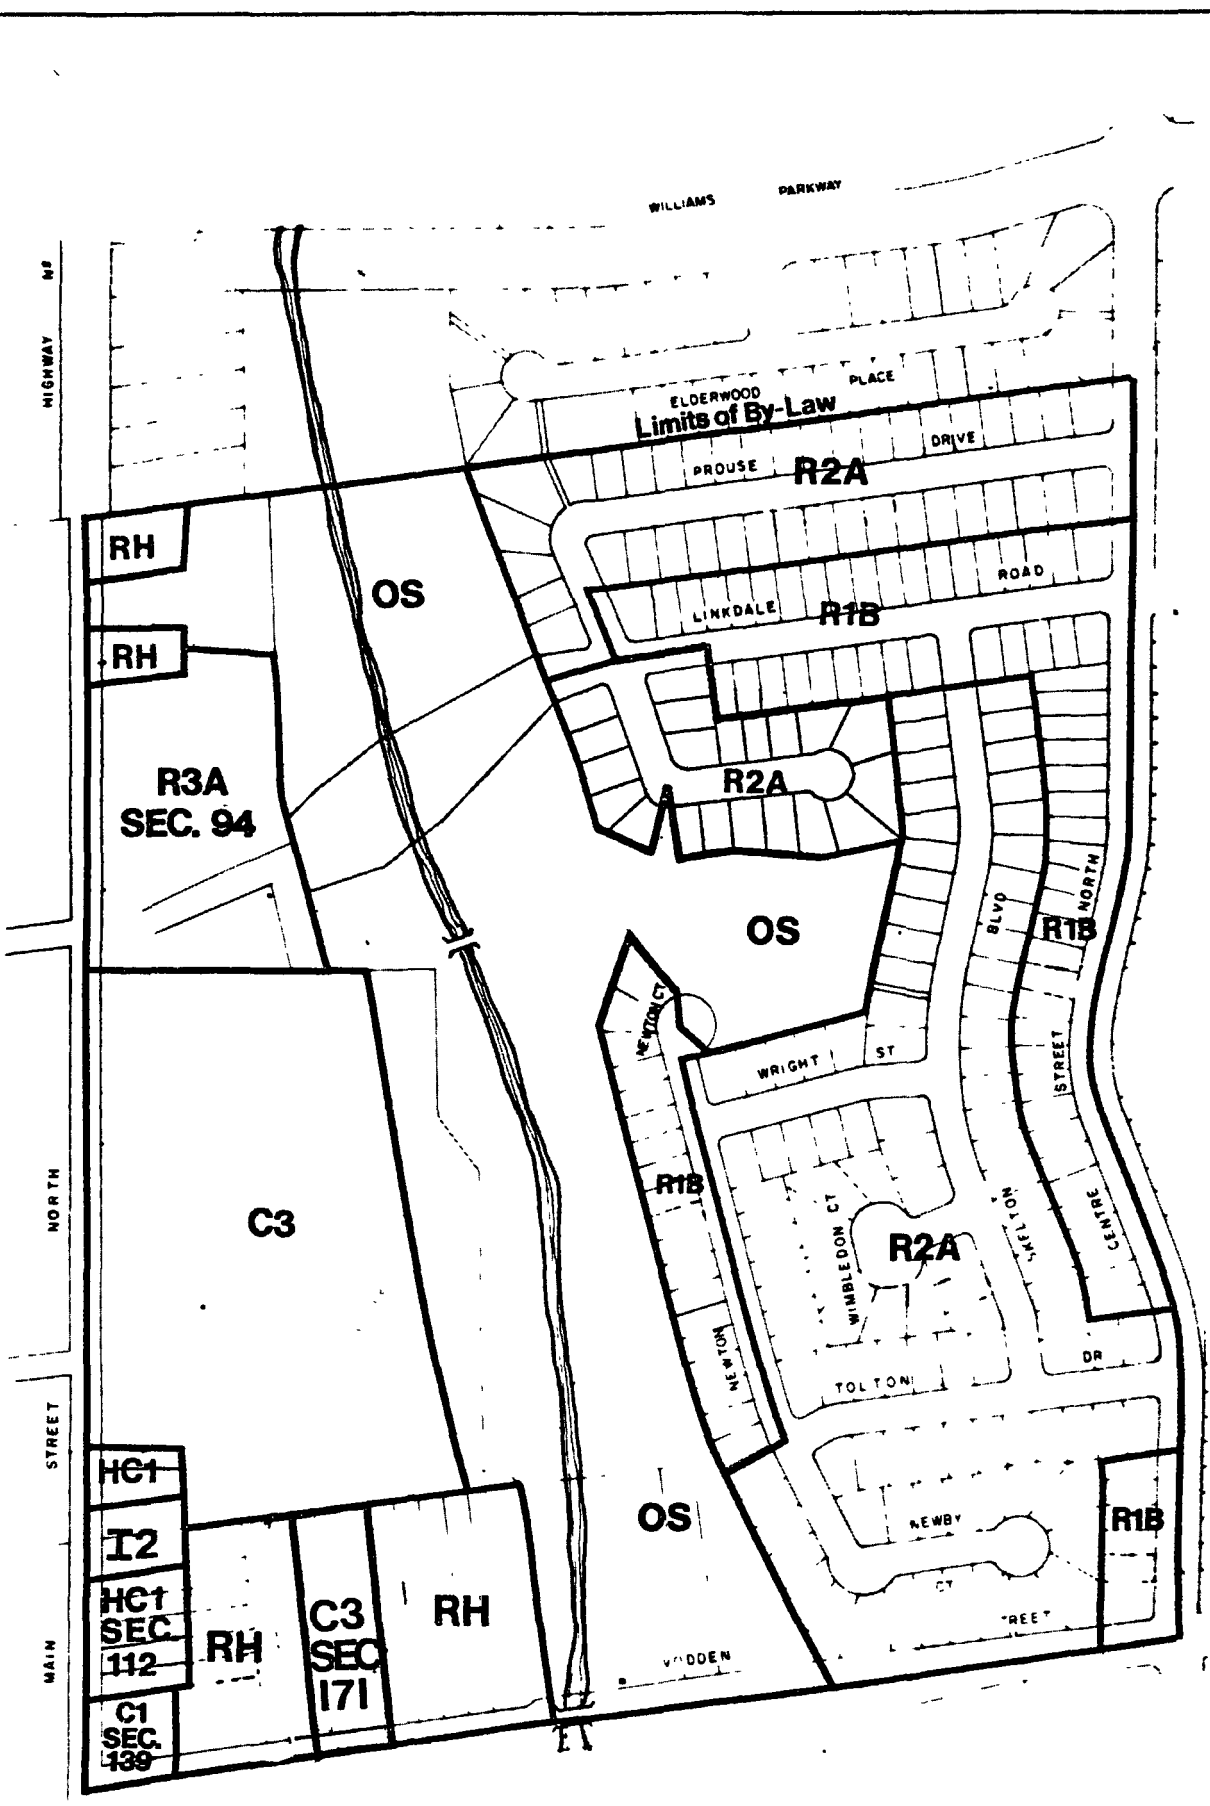 WILLIAMS PARKWAY
HIGHWAY Nº
ELDERWOOD PLACE
Limits of By-Law
PROUSE DRIVE
R2A
RH
OS
LINKDALE ROAD
R1B
RH
R3A
SEC. 94
R2A
OS
BLVD
NORTH
R1B
NEWTON CT
WRIGHT ST
STREET
R1B
NORTH
C3
WIMBLEDON CT
R2A
SKELTON
CENTRE
NEWTON
TOLTON DR
STREET
HC1
I2
OS
NEWBY
CT
R1B
HC1
SEC
112
RH
C3
SEC
171
RH
MAIN
VODDEN
TREET
C1
SEC.
139